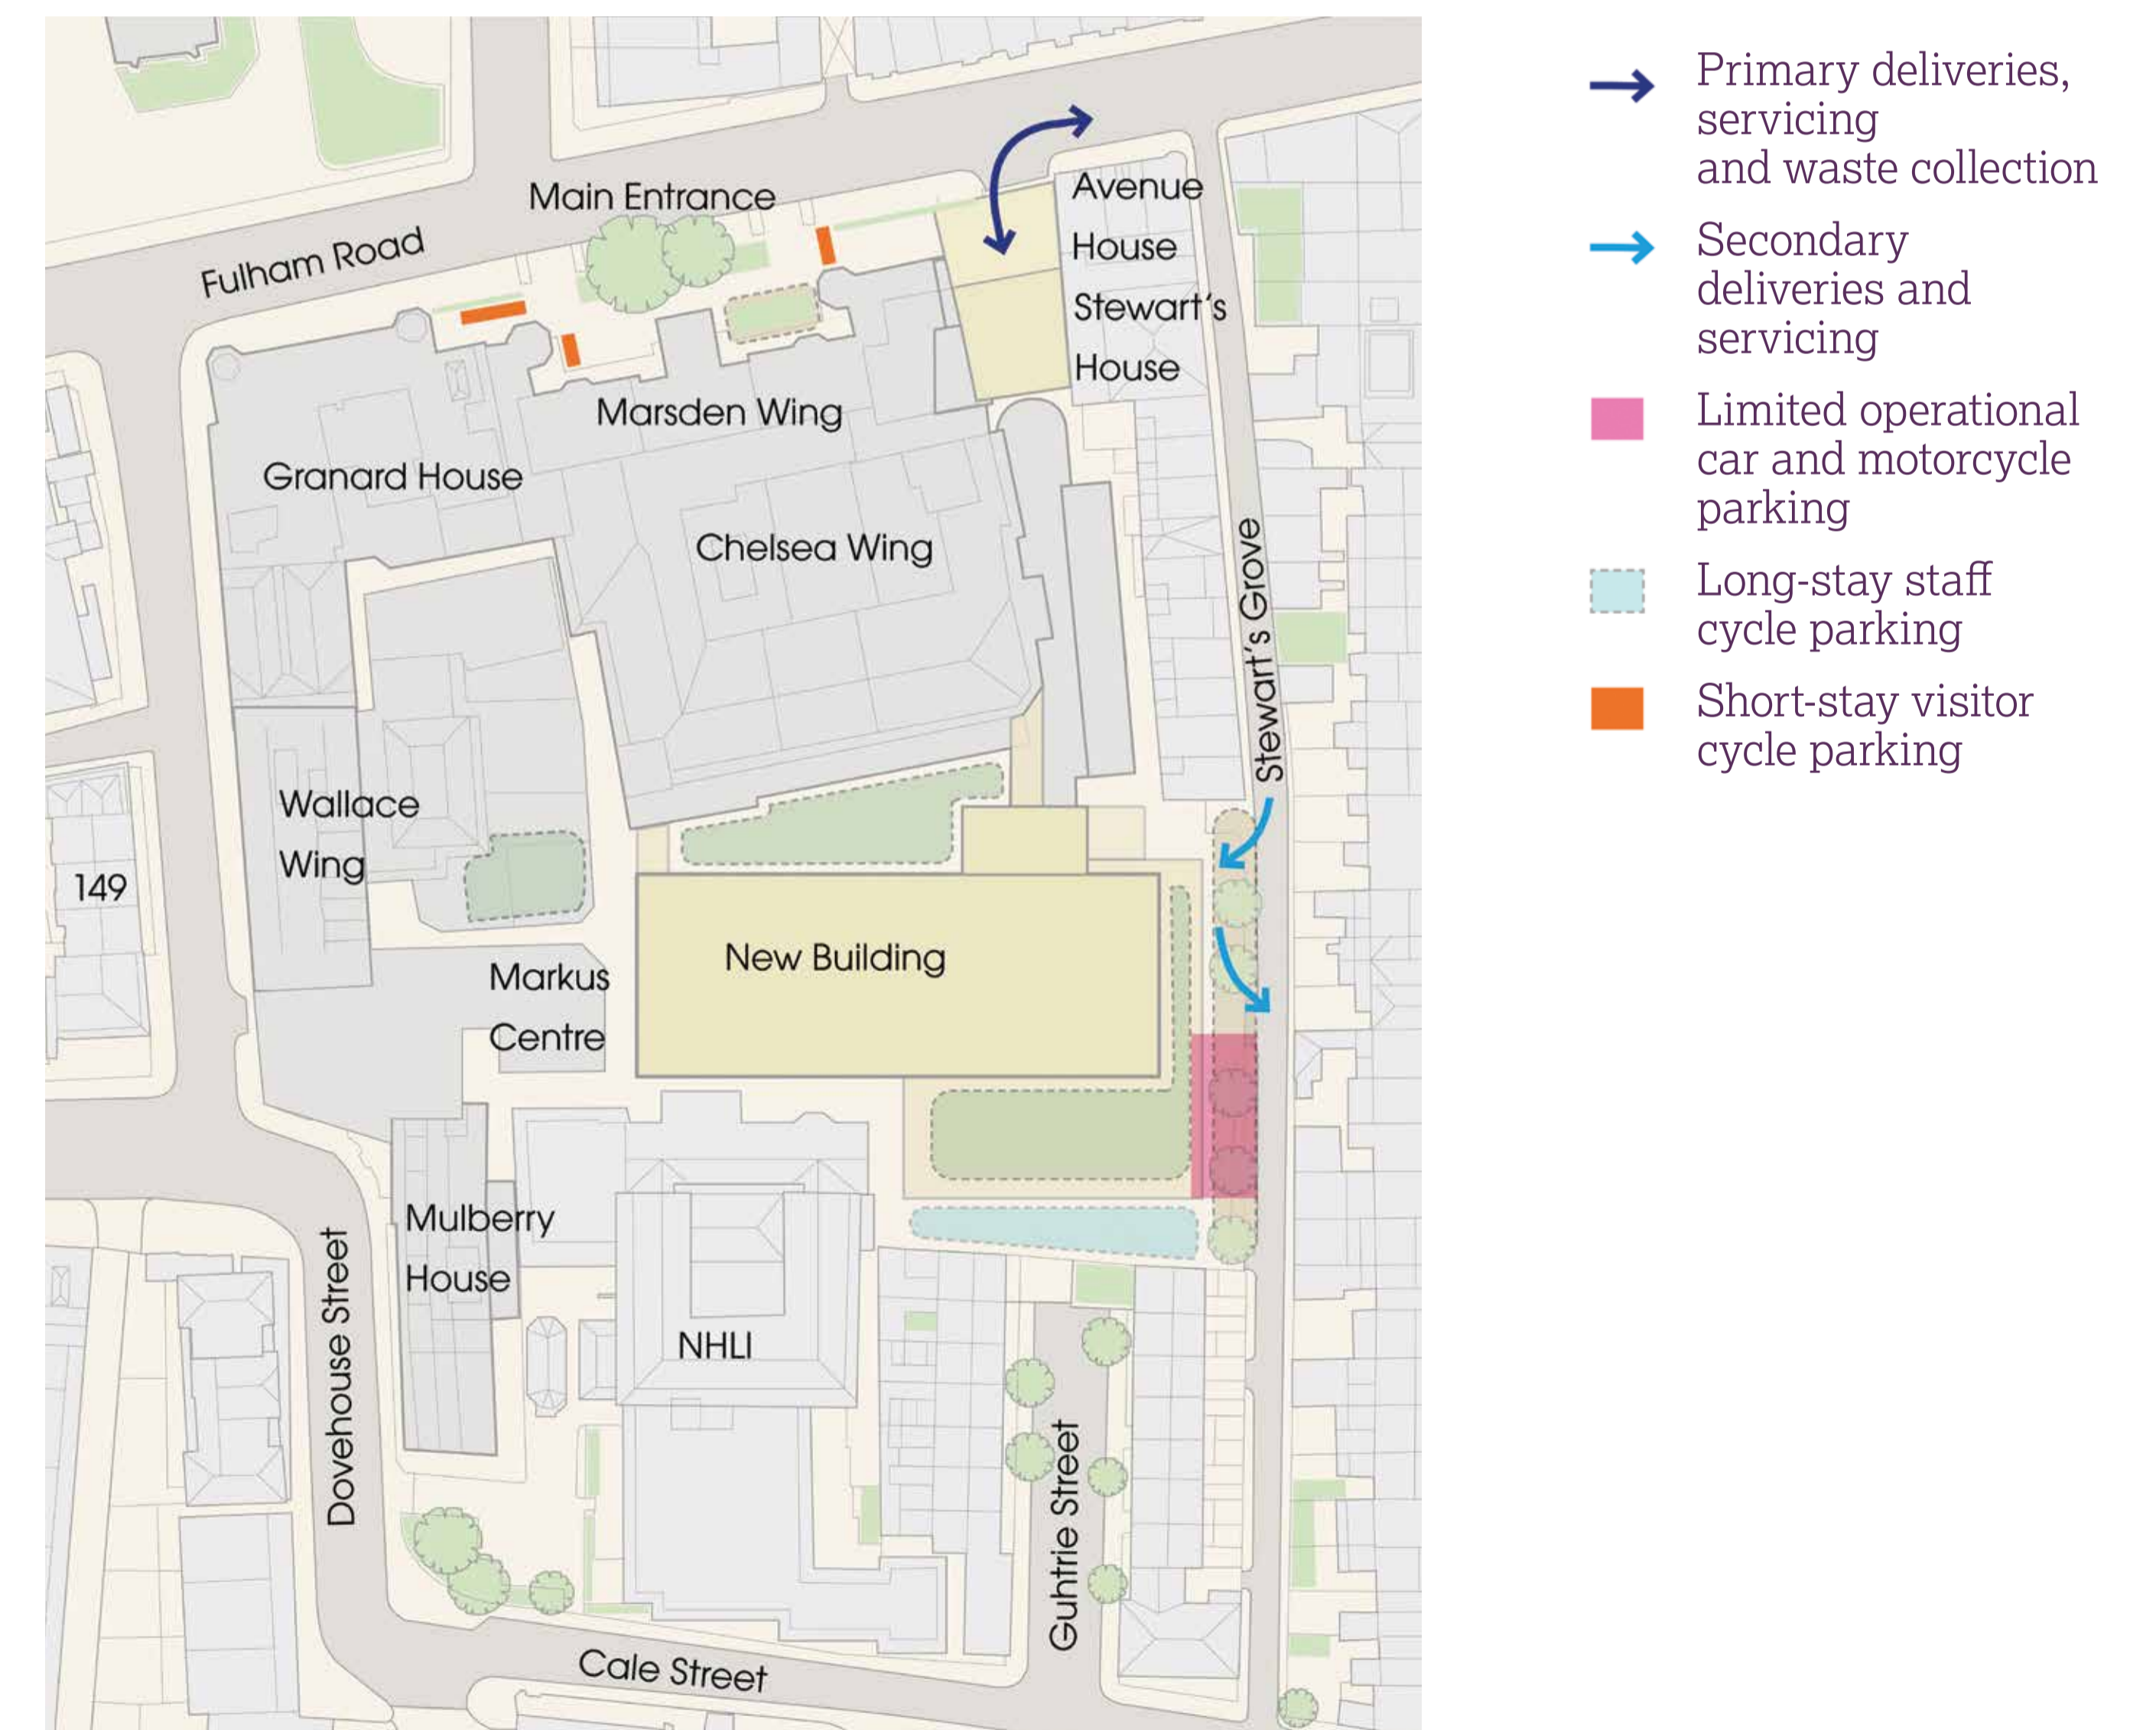 Main Entrance
Fulham Road
Avenue
House
Stewart's
House
Marsden Wing
Granard House
Chelsea Wing
Stewart's Grove
Wallace
Wing
149
New Building
Markus
Centre
Mulberry
House
NHLI
Dovehouse Street
Guhtrie Street
Cale Street
Primary deliveries,
servicing
and waste collection
Secondary
deliveries and
servicing
Limited operational
car and motorcycle
parking
Long-stay staff
cycle parking
Short-stay visitor
cycle parking